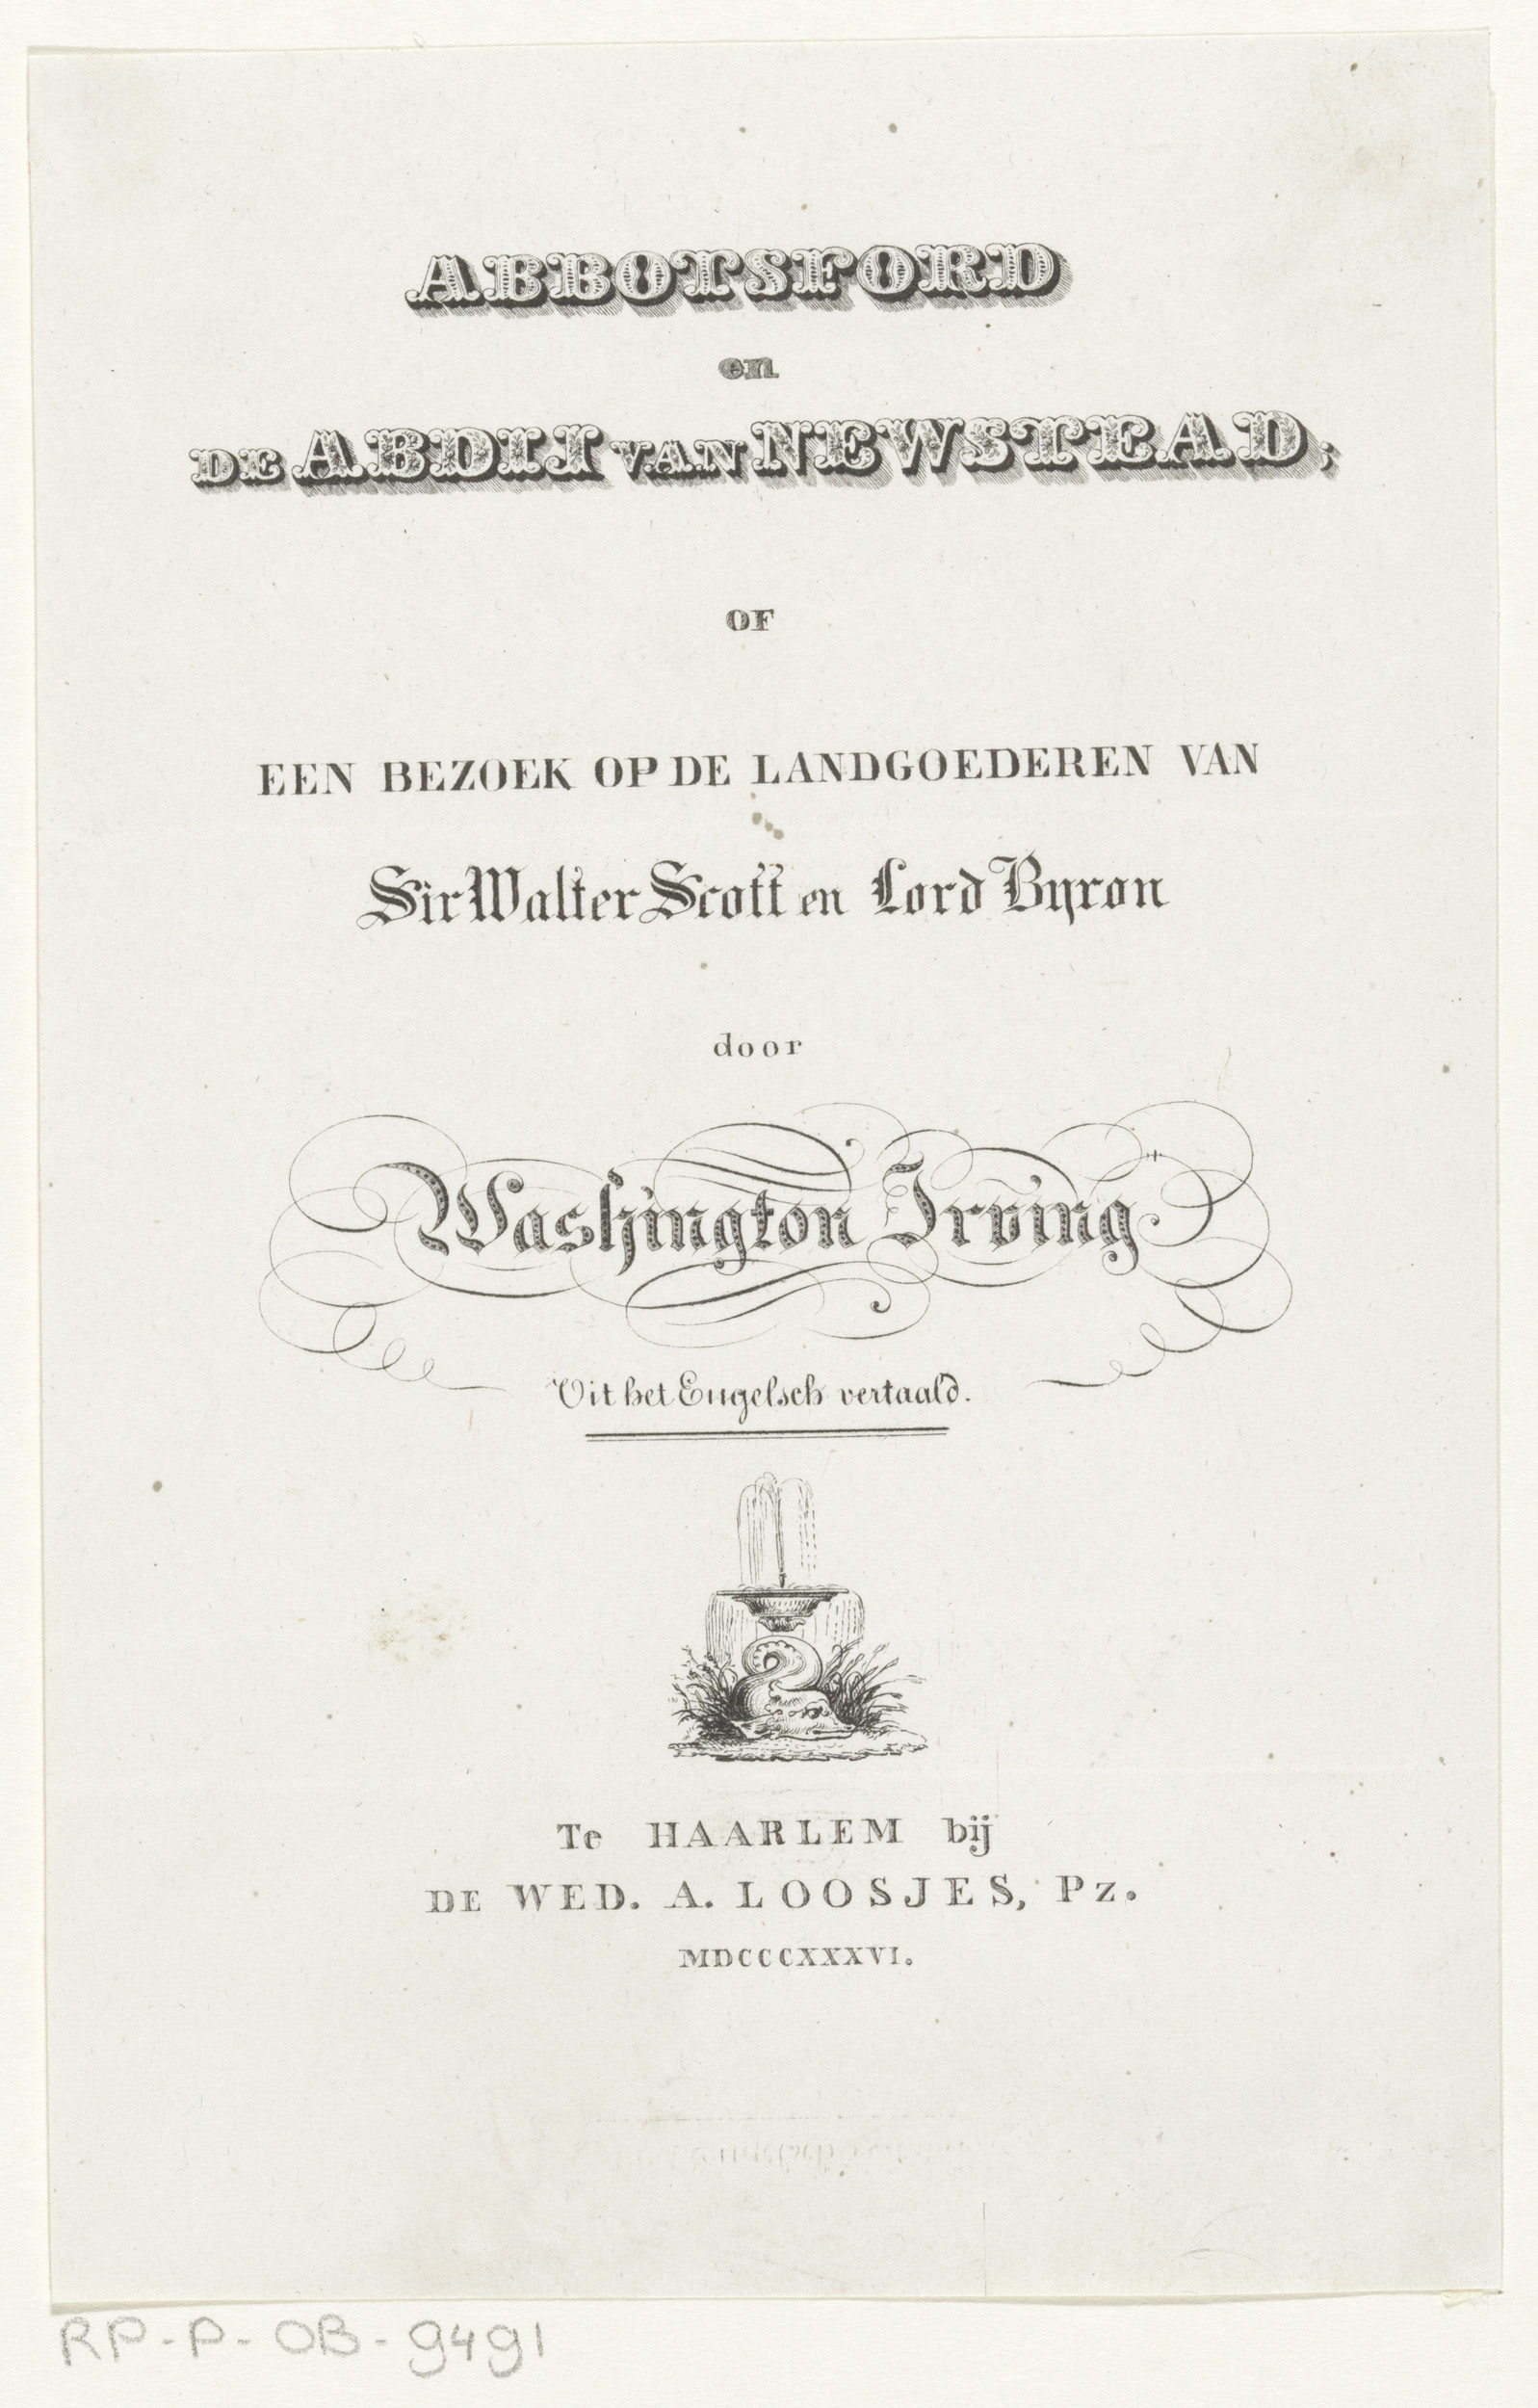 ABBOTSFORD
en
DE ABDIJ VAN NEWSTEAD;
OF
EEN BEZOEK OP DE LANDGOEDEREN VAN
Sir Walter Scott en Lord Byron
door
Washington Irving
Uit het Engelsch vertaald.
Te HAARLEM bij
DE WED. A. LOOSJES, Pz.
MDCCCXXXVI.
RP-P-OB-9491